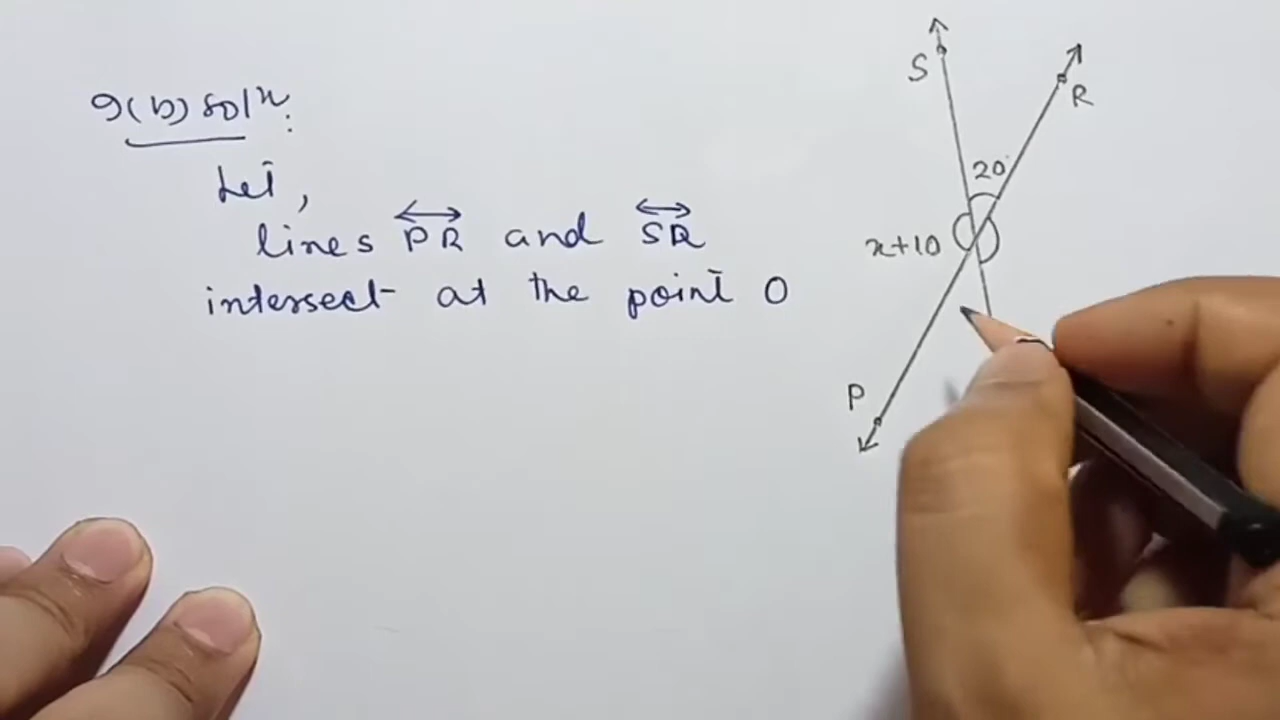 9(b) soln:
Let,
lines PR and SQ
intersect at the point O
S
R
20°
x+10
P